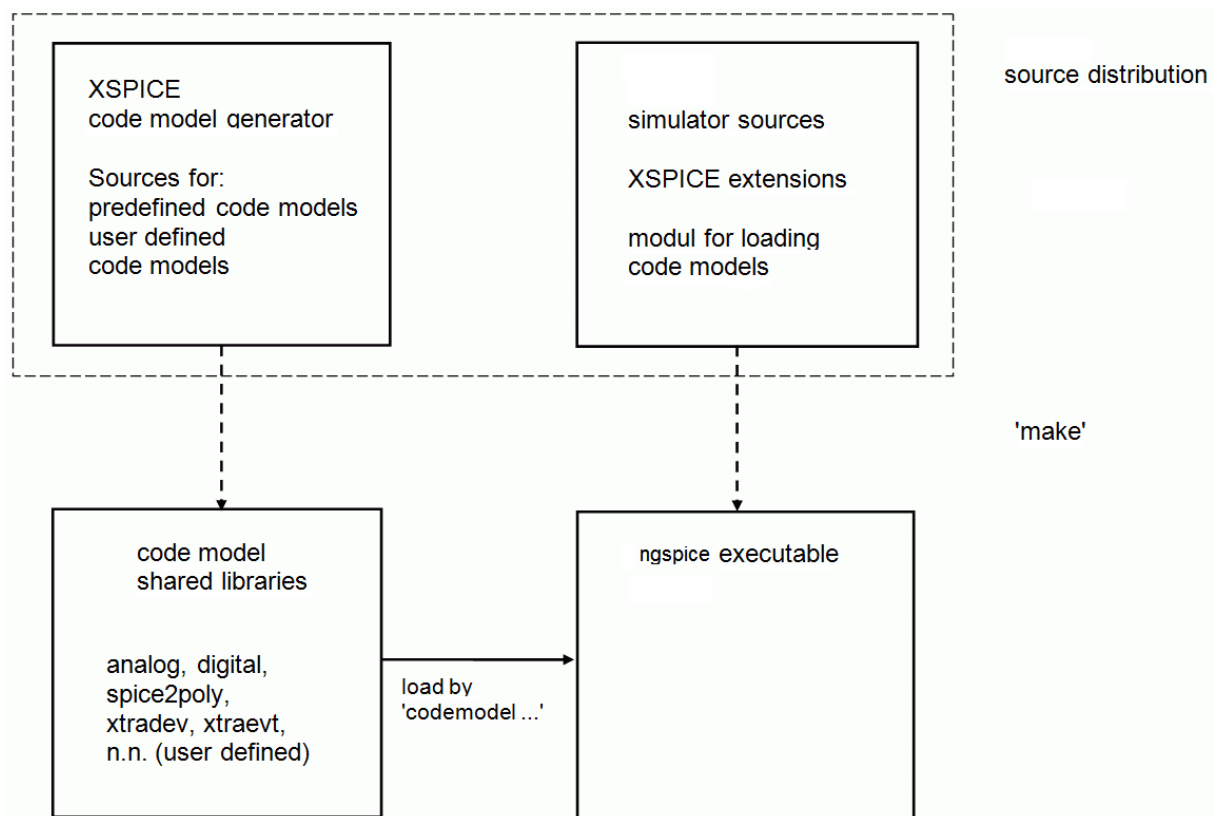 XSPICE
code model generator
Sources for:
predefined code models
user defined
code models
simulator sources
XSPICE extensions
modul for loading
code models
source distribution
'make'
code model
shared libraries
analog, digital,
spice2poly,
xtradev, xtraevt,
n.n. (user defined)
load by
'codemodel ...'
ngspice executable